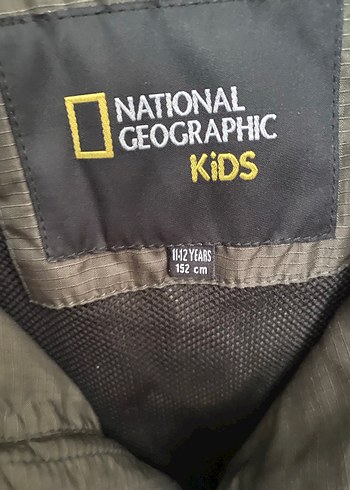 NATIONAL
GEOGRAPHIC
KiDS
11-12 YEARS
152 cm